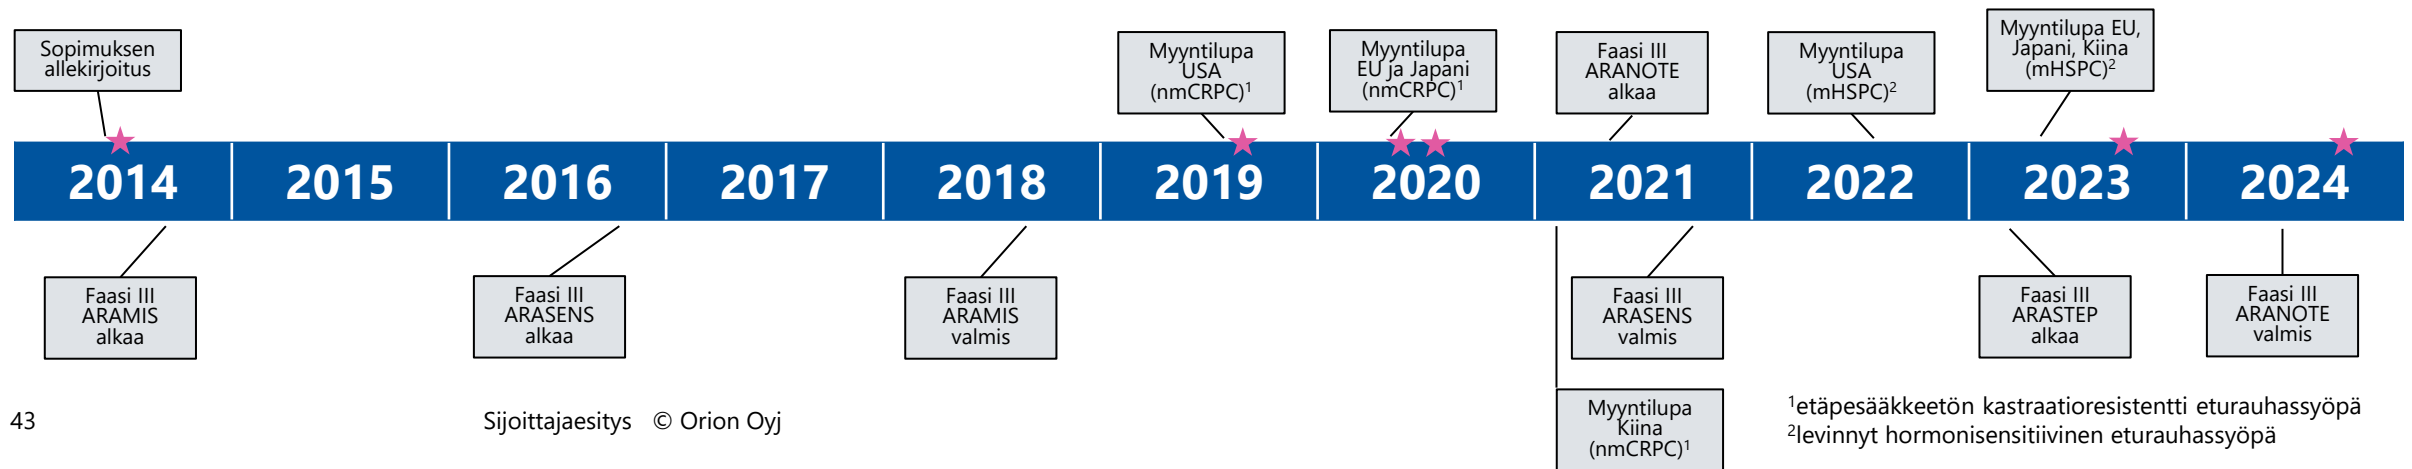 Sopimuksen
allekirjoitus
Myyntilupa
USA
(nmCRPC)¹
Myyntilupa
EU ja Japani
(nmCRPC)¹
Faasi III
ARANOTE
alkaa
Myyntilupa
USA
(mHSPC)²
Myyntilupa EU,
Japani, Kiina
(mHSPC)²
2014 2015 2016 2017 2018 2019 2020 2021 2022 2023 2024
Faasi III
ARAMIS
alkaa
Faasi III
ARASENS
alkaa
Faasi III
ARAMIS
valmis
Faasi III
ARASENS
valmis
Faasi III
ARASTEP
alkaa
Faasi III
ARANOTE
valmis
Myyntilupa
Kiina
(nmCRPC)¹
¹etäpesääkkeetön kastraatioresistentti eturauhassyöpä
²levinnyt hormonisensitiivinen eturauhassyöpä
43
Sijoittajaesitys © Orion Oyj